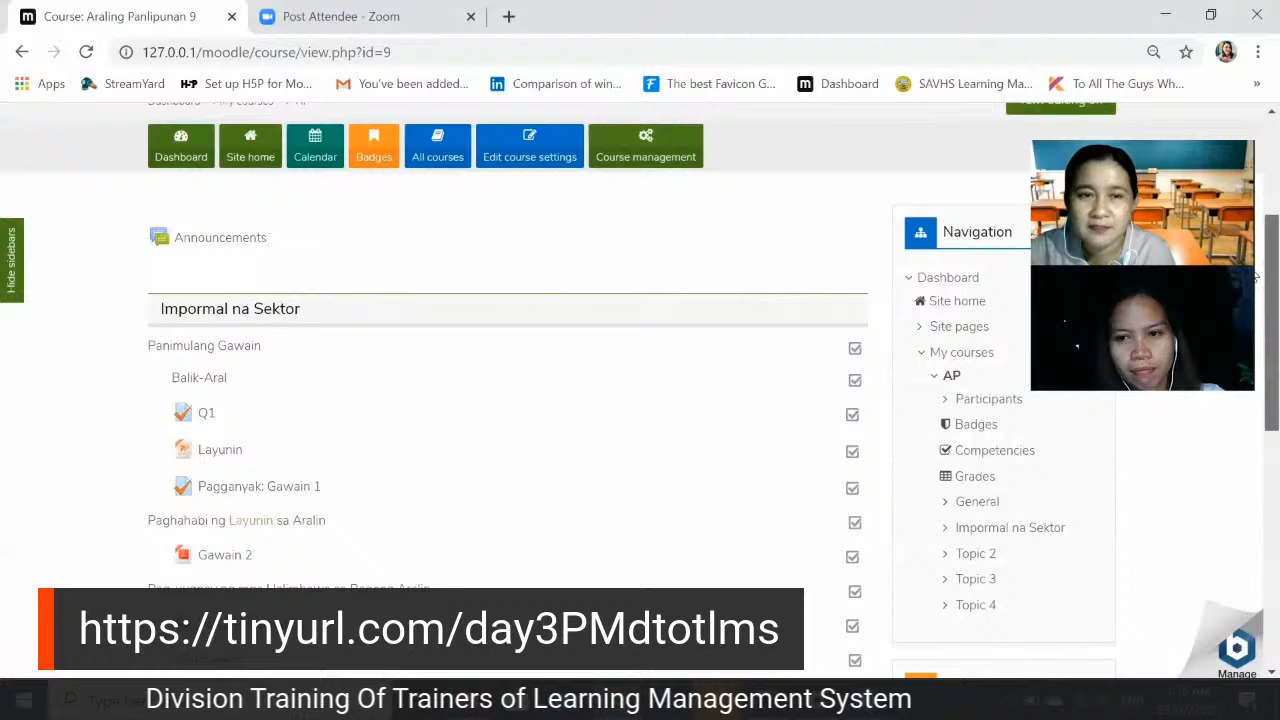 Course: Araling Panlipunan 9
Post Attendee - Zoom
127.0.0.1/moodle/course/view.php?id=9
Apps
StreamYard
H5P Set up H5P for Mo...
You've been added...
Comparison of win...
The best Favicon G...
Dashboard
SAVHS Learning Ma...
To All The Guys Wh...
Dashboard
Site home
Calendar
Badges
All courses
Edit course settings
Course management
Hide sidebars
Announcements
Impormal na Sektor
Panimulang Gawain
Balik-Aral
Q1
Layunin
Pagganyak: Gawain 1
Paghahabi ng Layunin sa Aralin
Gawain 2
Navigation
Dashboard
Site home
Site pages
My courses
AP
Participants
Badges
Competencies
Grades
General
Impormal na Sektor
Topic 2
Topic 3
Topic 4
Manage
https://tinyurl.com/day3PMdtotlms
Division Training Of Trainers of Learning Management System